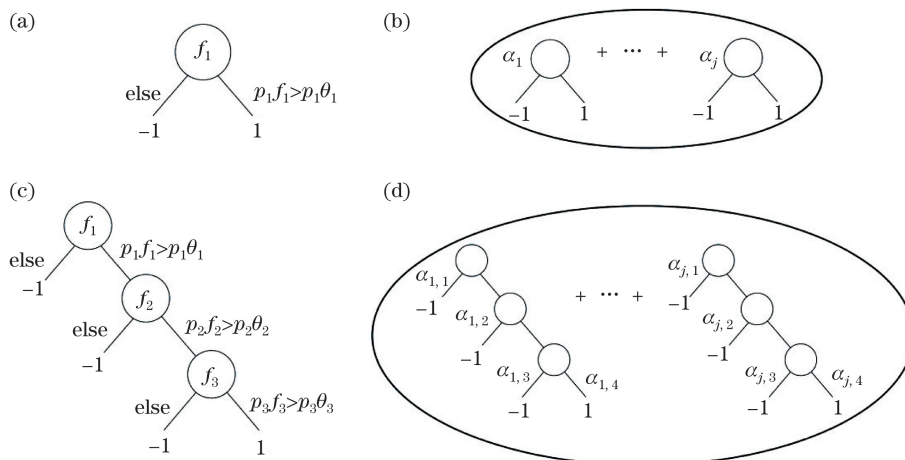 (a)
f₁
else
p₁f₁>p₁θ₁
−1
1
(b)
α₁
+ ··· +
αⱼ
−1
1
−1
1
(c)
f₁
else
p₁f₁>p₁θ₁
−1
f₂
else
p₂f₂>p₂θ₂
−1
f₃
else
p₃f₃>p₃θ₃
−1
1
(d)
α₁,₁
−1
α₁,₂
−1
α₁,₃
α₁,₄
−1
1
+ ··· +
αⱼ,₁
−1
αⱼ,₂
−1
αⱼ,₃
αⱼ,₄
−1
1